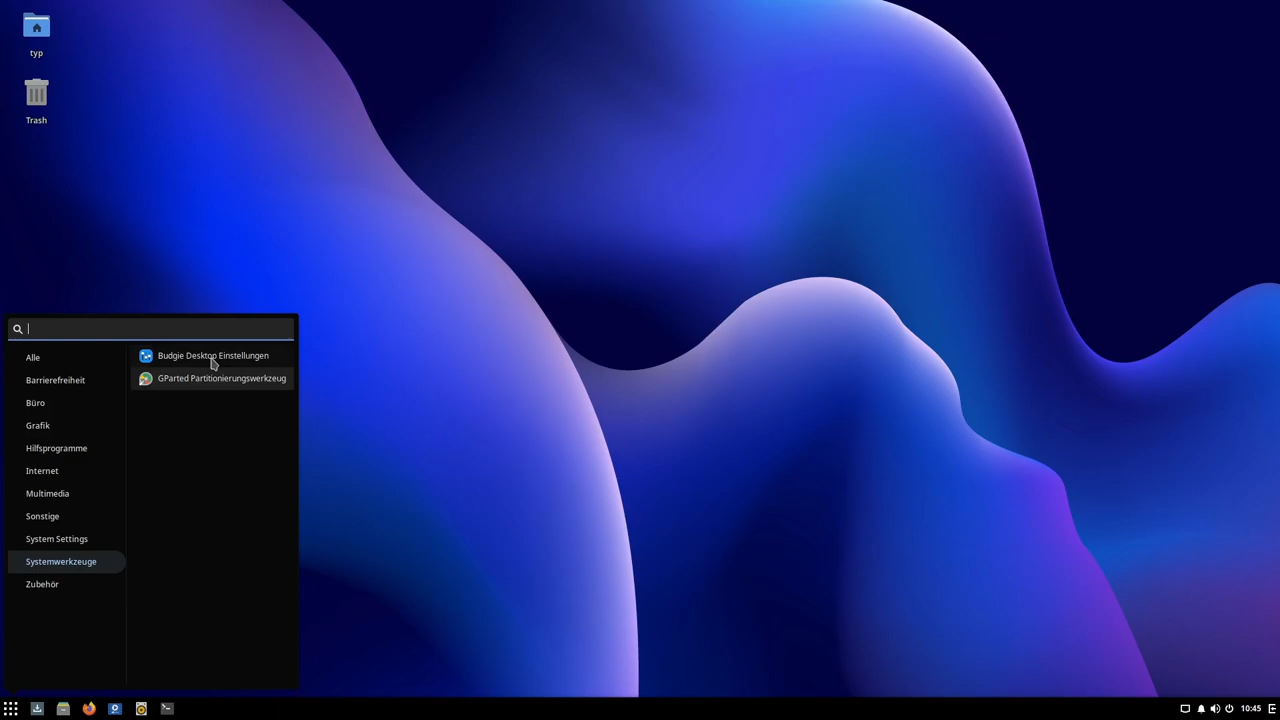 typ
Trash
Alle
Barrierefreiheit
Büro
Grafik
Hilfsprogramme
Internet
Multimedia
Sonstige
System Settings
Systemwerkzeuge
Zubehör
Budgie Desktop Einstellungen
GParted Partitionierungswerkzeug
10:45